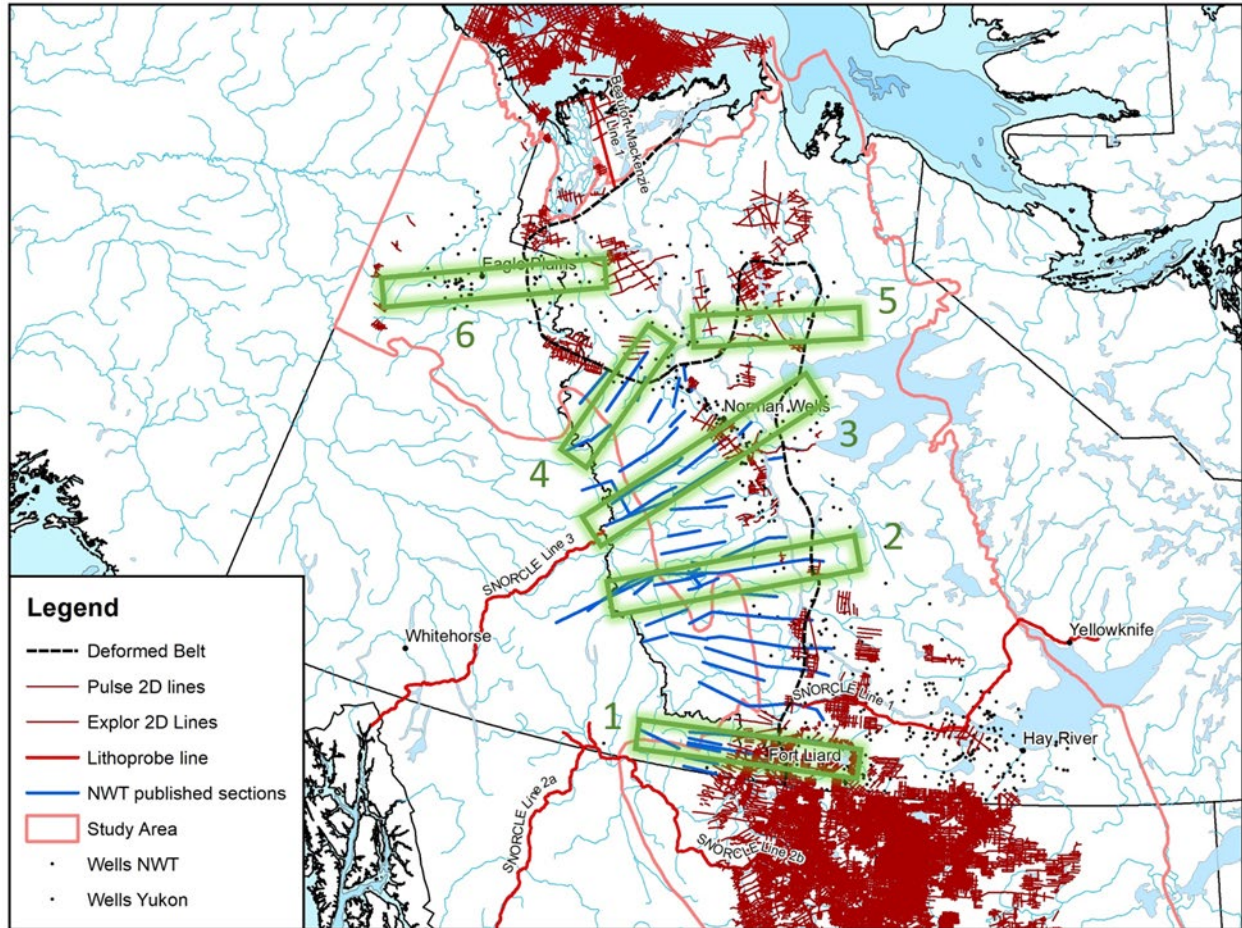 Beaufort-Mackenzie
Line 1
Eagle Plains
5
6
Norman Wells
3
4
2
SNORCLE Line 3
Whitehorse
Yellowknife
SNORCLE Line 1
1
Hay River
Fort Liard
SNORCLE Line 2a
SNORCLE Line 2b
Legend
Deformed Belt
Pulse 2D lines
Explor 2D Lines
Lithoprobe line
NWT published sections
Study Area
Wells NWT
Wells Yukon